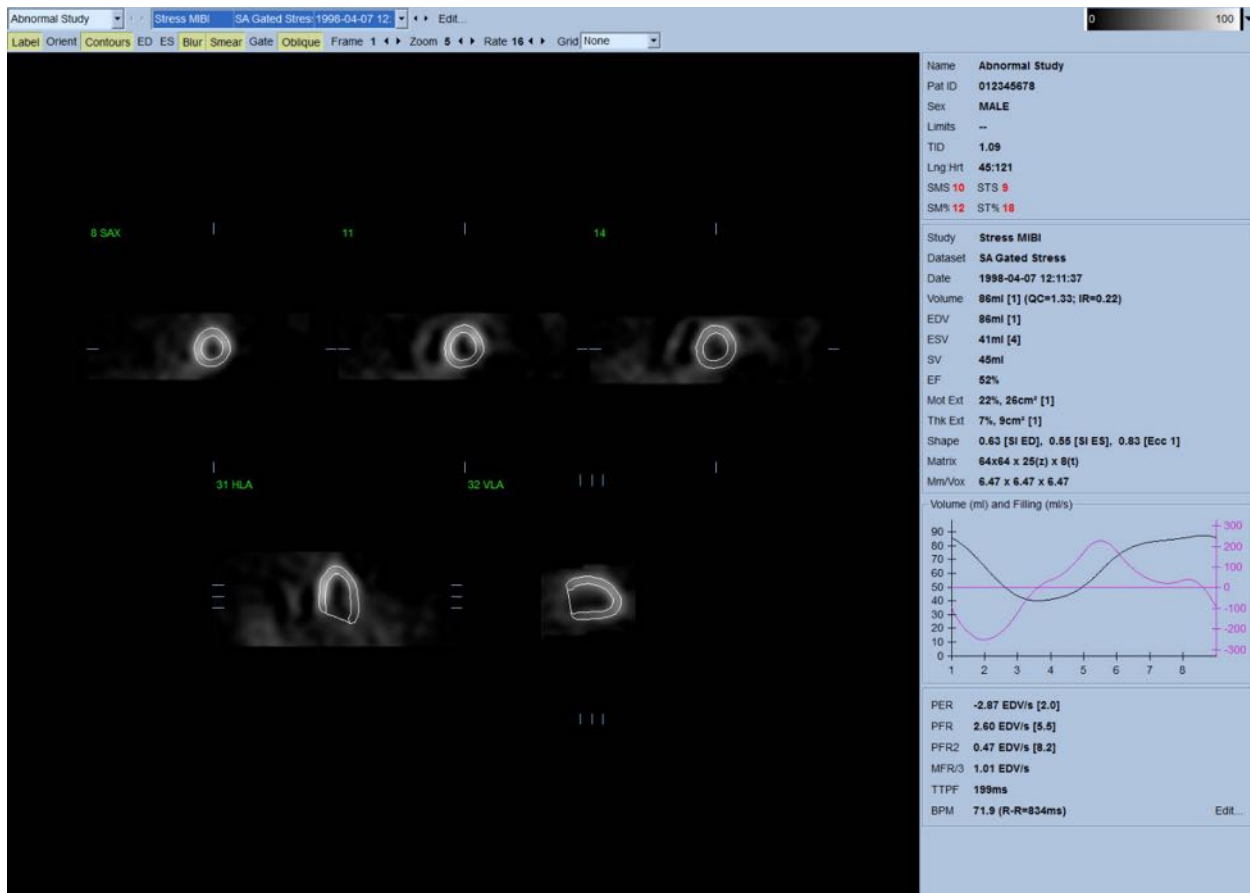 Abnormal Study Stress MIBI SA Gated Stres: 1998-04-07 12: Edit... 0 100
Label Orient Contours ED ES Blur Smear Gate Oblique Frame 1 Zoom 5 Rate 16 Grid None
Name Abnormal Study
Pat ID 012345678
Sex MALE
Limits --
TID 1.09
Lng:Hrt 45:121
SMS 10 STS 9
SM% 12 ST% 18
8 SAX 11 14
Study Stress MIBI
Dataset SA Gated Stress
Date 1998-04-07 12:11:37
Volume 86ml [1] (QC=1.33; IR=0.22)
EDV 86ml [1]
ESV 41ml [4]
SV 45ml
EF 52%
Mot Ext 22%, 26cm² [1]
Thk Ext 7%, 9cm² [1]
Shape 0.63 [SI ED], 0.55 [SI ES], 0.83 [Ecc 1]
Matrix 64x64 x 25(z) x 8(t)
Mm/Vox 6.47 x 6.47 x 6.47
31 HLA 32 VLA
Volume (ml) and Filling (ml/s)
90 300
80 200
70 100
60
50 0
40
30 -100
20 -200
10
0 -300
1 2 3 4 5 6 7 8
PER -2.87 EDV/s [2.0]
PFR 2.60 EDV/s [5.5]
PFR2 0.47 EDV/s [8.2]
MFR/3 1.01 EDV/s
TTPF 199ms
BPM 71.9 (R-R=834ms) Edit...